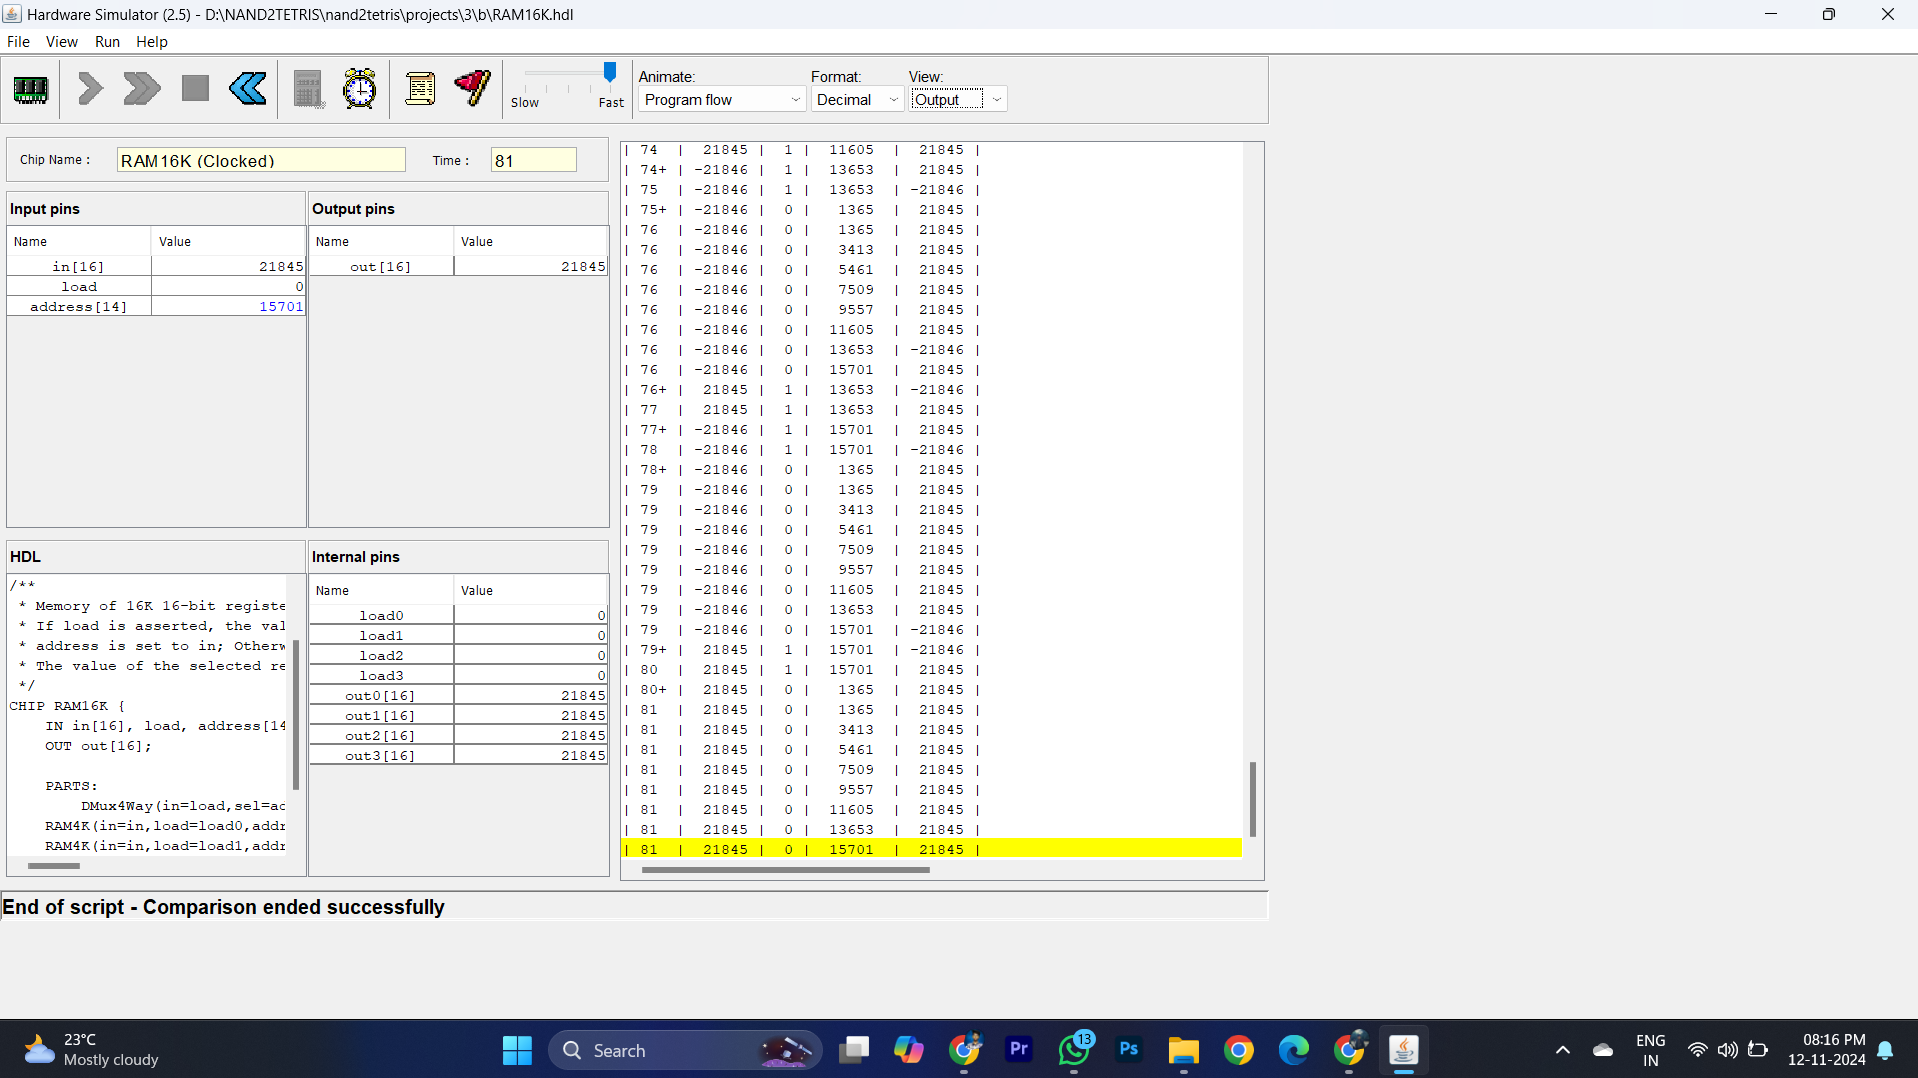 Hardware Simulator (2.5) - D:\NAND2TETRIS\nand2tetris\projects\3\b\RAM16K.hdl
File View Run Help
Slow Fast
Animate: Format: View:
Program flow Decimal Output
Chip Name : RAM16K (Clocked) Time : 81
Input pins
Name Value
in[16] 21845
load 0
address[14] 15701
Output pins
Name Value
out[16] 21845
HDL
/**
* Memory of 16K 16-bit registe
* If load is asserted, the val
* address is set to in; Otherw
* The value of the selected re
*/
CHIP RAM16K {
IN in[16], load, address[14
OUT out[16];
PARTS:
DMux4Way(in=load,sel=ad
RAM4K(in=in,load=load0,addr
RAM4K(in=in,load=load1,addr
Internal pins
Name Value
load0 0
load1 0
load2 0
load3 0
out0[16] 21845
out1[16] 21845
out2[16] 21845
out3[16] 21845
| 74 | 21845 | 1 | 11605 | 21845 |
| 74+ | -21846 | 1 | 13653 | 21845 |
| 75 | -21846 | 1 | 13653 | -21846 |
| 75+ | -21846 | 0 | 1365 | 21845 |
| 76 | -21846 | 0 | 1365 | 21845 |
| 76 | -21846 | 0 | 3413 | 21845 |
| 76 | -21846 | 0 | 5461 | 21845 |
| 76 | -21846 | 0 | 7509 | 21845 |
| 76 | -21846 | 0 | 9557 | 21845 |
| 76 | -21846 | 0 | 11605 | 21845 |
| 76 | -21846 | 0 | 13653 | -21846 |
| 76 | -21846 | 0 | 15701 | 21845 |
| 76+ | 21845 | 1 | 13653 | -21846 |
| 77 | 21845 | 1 | 13653 | 21845 |
| 77+ | -21846 | 1 | 15701 | 21845 |
| 78 | -21846 | 1 | 15701 | -21846 |
| 78+ | -21846 | 0 | 1365 | 21845 |
| 79 | -21846 | 0 | 1365 | 21845 |
| 79 | -21846 | 0 | 3413 | 21845 |
| 79 | -21846 | 0 | 5461 | 21845 |
| 79 | -21846 | 0 | 7509 | 21845 |
| 79 | -21846 | 0 | 9557 | 21845 |
| 79 | -21846 | 0 | 11605 | 21845 |
| 79 | -21846 | 0 | 13653 | 21845 |
| 79 | -21846 | 0 | 15701 | -21846 |
| 79+ | 21845 | 1 | 15701 | -21846 |
| 80 | 21845 | 1 | 15701 | 21845 |
| 80+ | 21845 | 0 | 1365 | 21845 |
| 81 | 21845 | 0 | 1365 | 21845 |
| 81 | 21845 | 0 | 3413 | 21845 |
| 81 | 21845 | 0 | 5461 | 21845 |
| 81 | 21845 | 0 | 7509 | 21845 |
| 81 | 21845 | 0 | 9557 | 21845 |
| 81 | 21845 | 0 | 11605 | 21845 |
| 81 | 21845 | 0 | 13653 | 21845 |
| 81 | 21845 | 0 | 15701 | 21845 |
End of script - Comparison ended successfully
23°C
Mostly cloudy
Search
Pr
13
Ps
ENG
IN
08:16 PM
12-11-2024